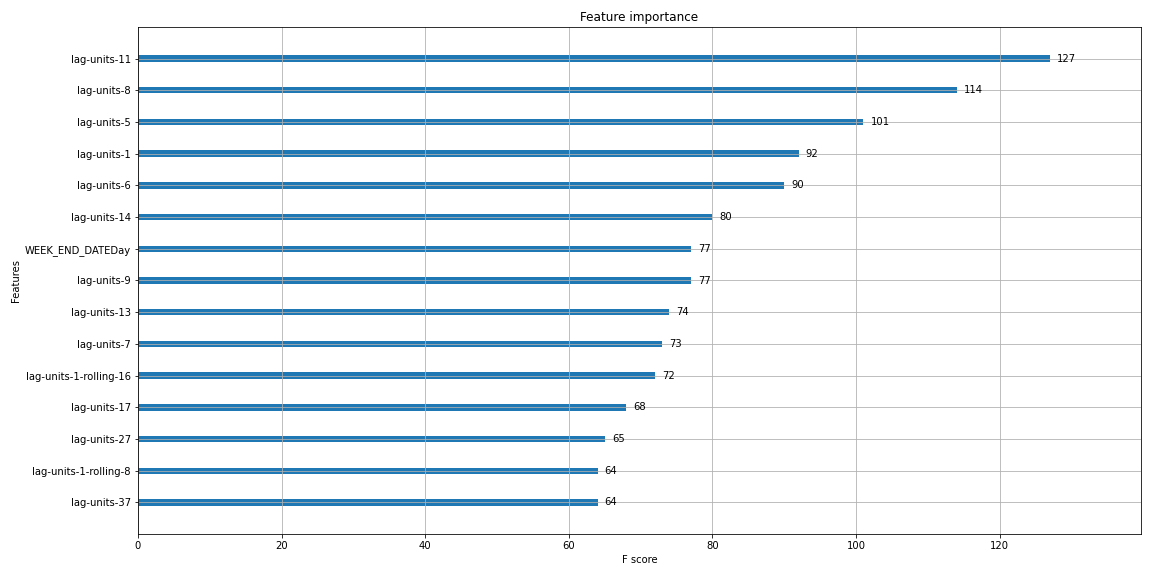 Feature importance
Features
lag-units-11 127
lag-units-8 114
lag-units-5 101
lag-units-1 92
lag-units-6 90
lag-units-14 80
WEEK_END_DATEDay 77
lag-units-9 77
lag-units-13 74
lag-units-7 73
lag-units-1-rolling-16 72
lag-units-17 68
lag-units-27 65
lag-units-1-rolling-8 64
lag-units-37 64
0 20 40 60 80 100 120
F score